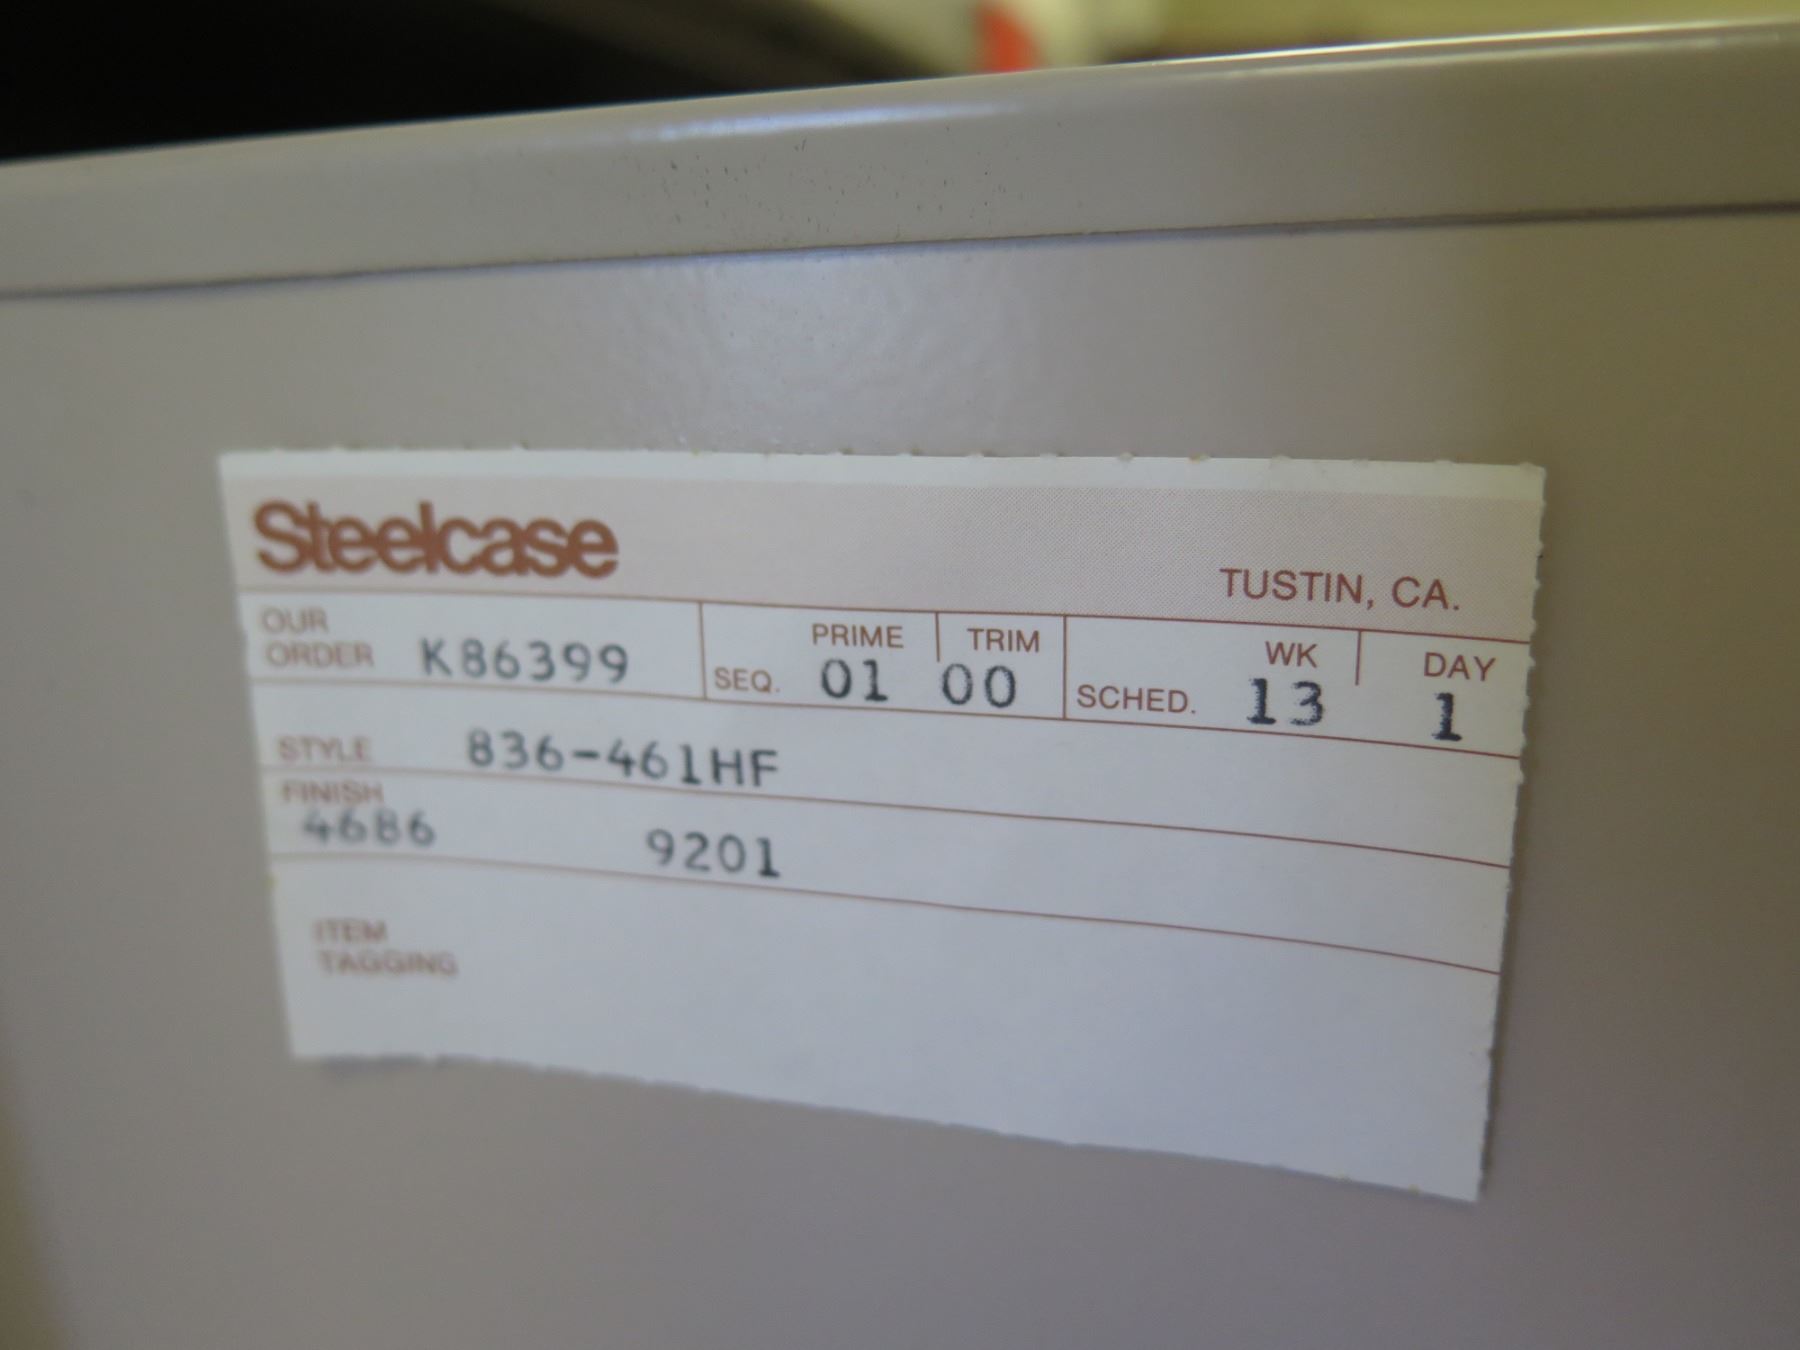 Steelcase
TUSTIN, CA.
OUR ORDER K86399 SEQ. PRIME 01 TRIM 00 SCHED. WK 13 DAY 1
STYLE 836-461HF
FINISH
4686 9201
ITEM
TAGGING